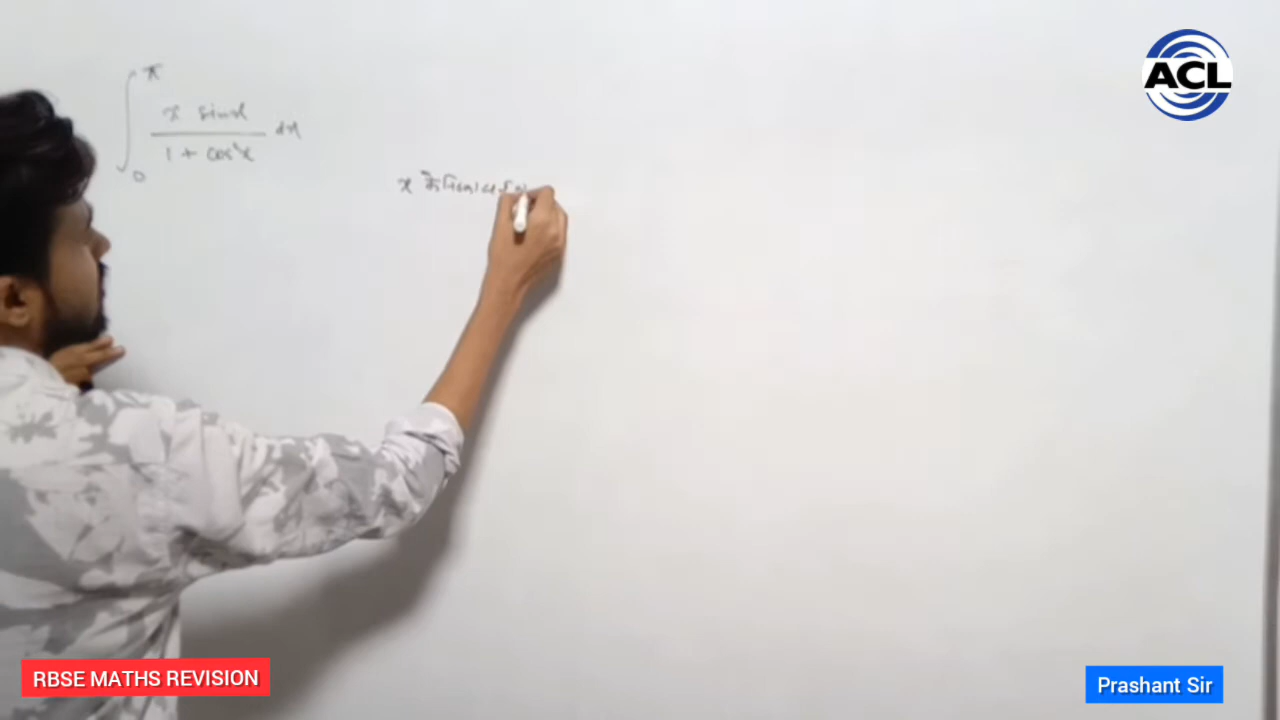 ∫₀^π x sinx / 1 + cos²x dx
x के
ACL
RBSE MATHS REVISION
Prashant Sir